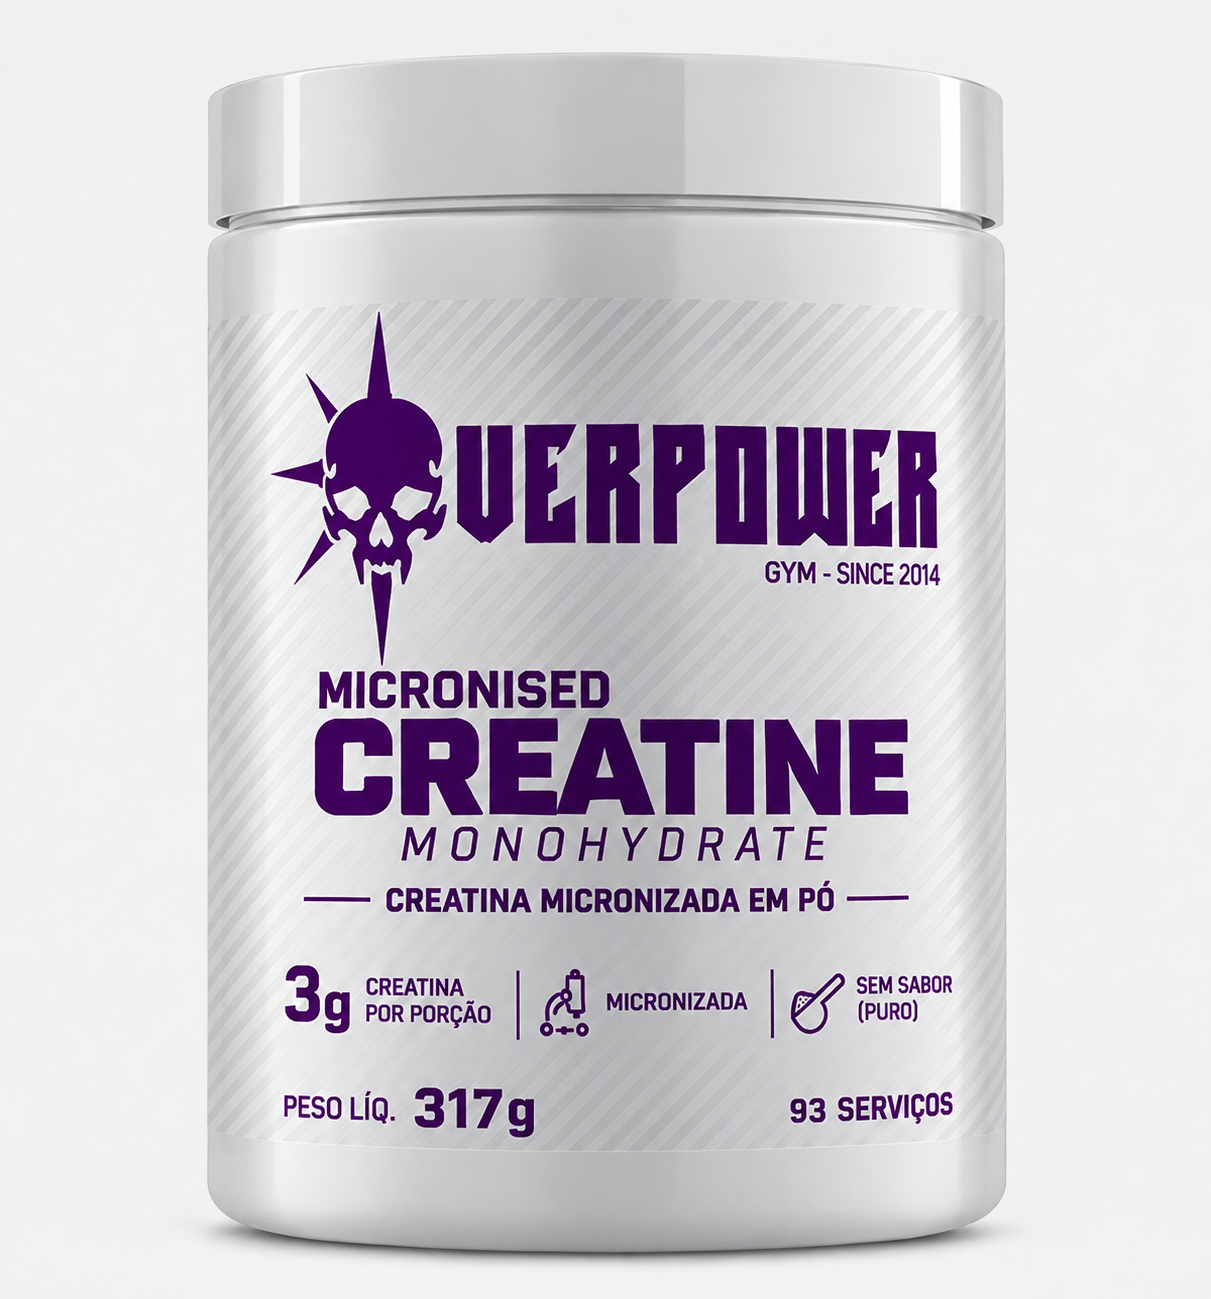 OVERPOWER
GYM - SINCE 2014
MICRONISED
CREATINE
MONOHYDRATE
CREATINA MICRONIZADA EM PÓ
3g CREATINA
POR PORÇÃO
MICRONIZADA
SEM SABOR
(PURO)
PESO LÍQ. 317g
93 SERVIÇOS